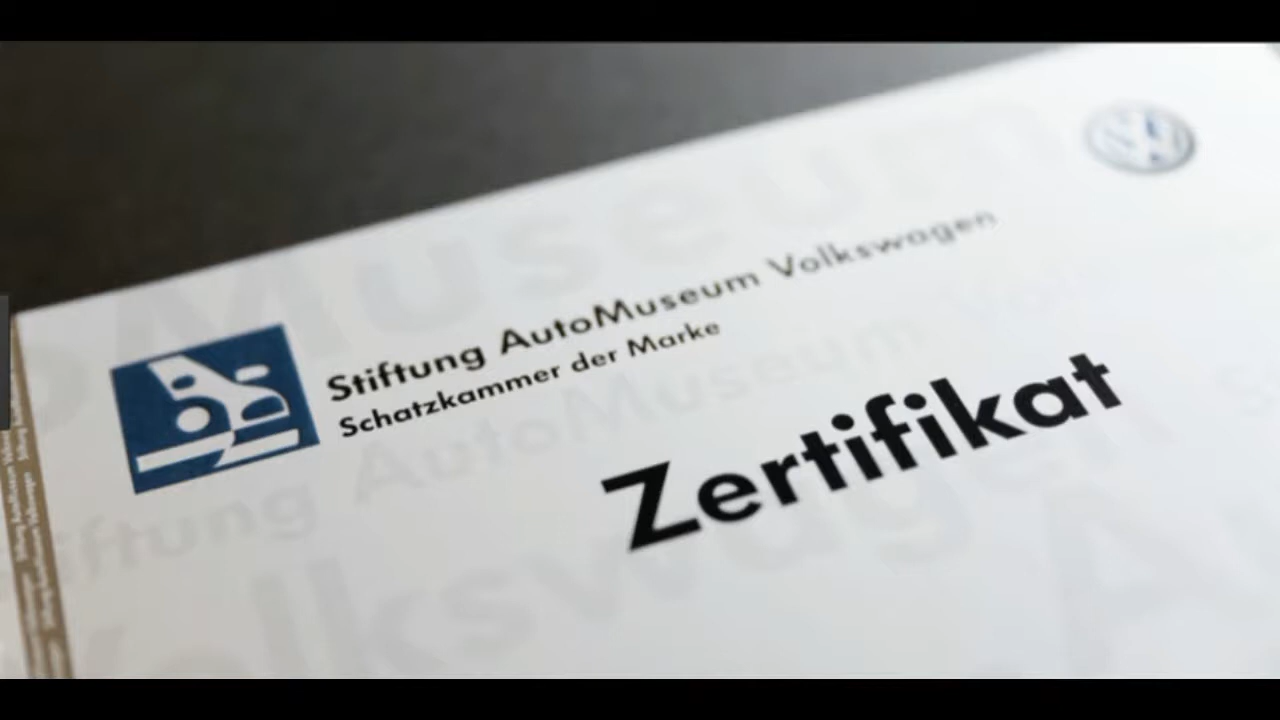 Stiftung AutoMuseum Volkswagen
Schatzkammer der Marke
Zertifikat